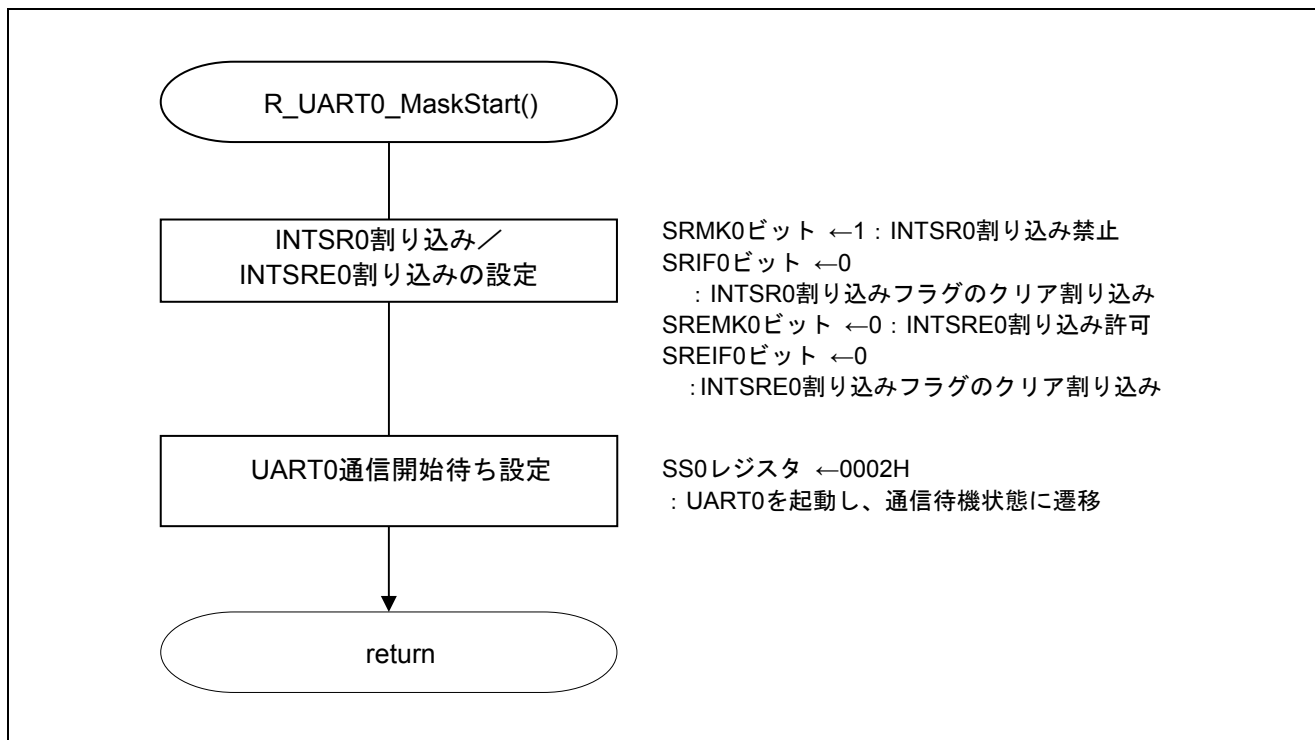 R_UART0_MaskStart()
INTSR0割り込み／
INTSRE0割り込みの設定
SRMK0ビット ←1：INTSR0割り込み禁止
SRIF0ビット ←0
：INTSR0割り込みフラグのクリア割り込み
SREMK0ビット ←0：INTSRE0割り込み許可
SREIF0ビット ←0
：INTSRE0割り込みフラグのクリア割り込み
UART0通信開始待ち設定
SS0レジスタ ←0002H
：UART0を起動し、通信待機状態に遷移
return